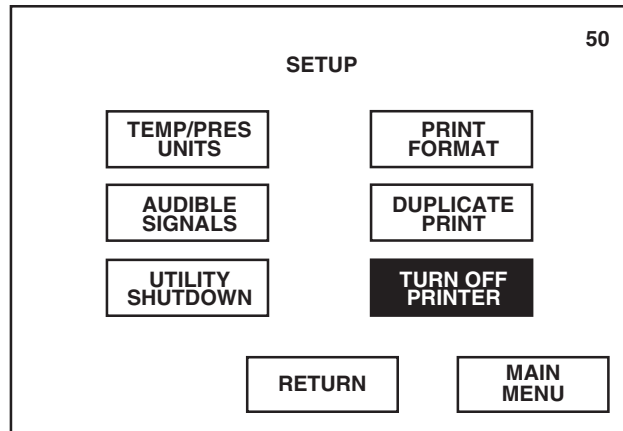 50
SETUP
TEMP/PRES
UNITS
PRINT
FORMAT
AUDIBLE
SIGNALS
DUPLICATE
PRINT
UTILITY
SHUTDOWN
TURN OFF
PRINTER
RETURN
MAIN
MENU